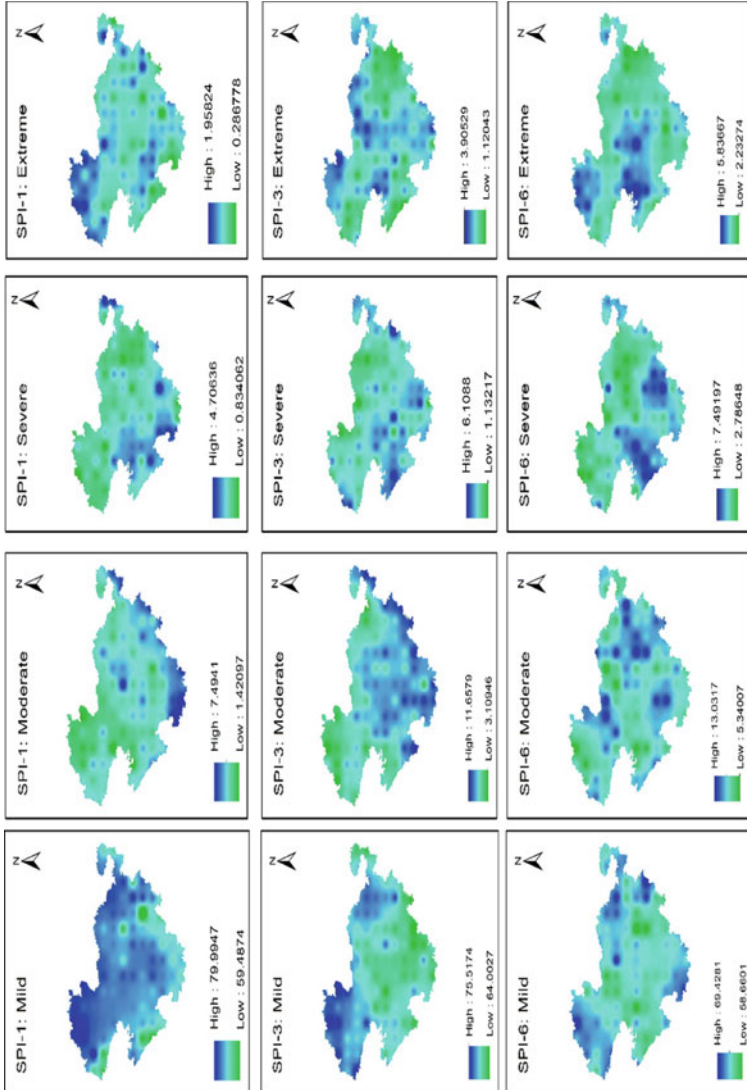 SPI-1: Mild
N
High : 79.9947
Low : 59.4874
SPI-1: Moderate
N
High : 7.4941
Low : 1.42097
SPI-1: Severe
N
High : 4.70636
Low : 0.834062
SPI-1: Extreme
N
High : 1.95824
Low : 0.286778
SPI-3: Mild
N
High : 75.5174
Low : 64.0027
SPI-3: Moderate
N
High : 11.6579
Low : 3.10946
SPI-3: Severe
N
High : 6.1088
Low : 1.13217
SPI-3: Extreme
N
High : 3.90529
Low : 1.12043
SPI-6: Mild
N
High : 69.4281
Low : 58.6601
SPI-6: Moderate
N
High : 13.0317
Low : 5.34007
SPI-6: Severe
N
High : 7.49197
Low : 2.78648
SPI-6: Extreme
N
High : 5.83667
Low : 2.23274